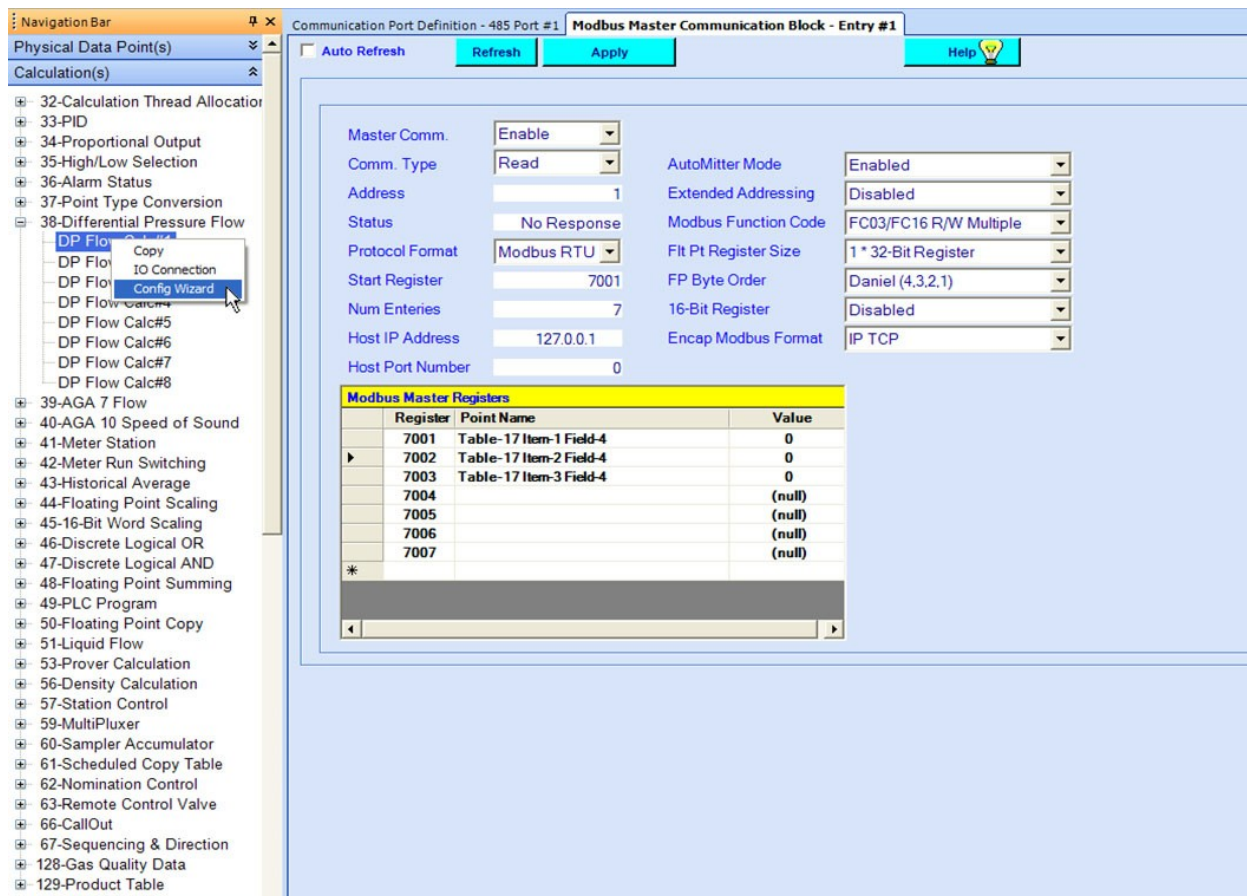 Navigation Bar
Physical Data Point(s)
Calculation(s)
32-Calculation Thread Allocation
33-PID
34-Proportional Output
35-High/Low Selection
36-Alarm Status
37-Point Type Conversion
38-Differential Pressure Flow
DP Flow Calc#1
DP Flo
DP Flo
DP Flow Calc#4
DP Flow Calc#5
DP Flow Calc#6
DP Flow Calc#7
DP Flow Calc#8
Copy
IO Connection
Config Wizard
39-AGA 7 Flow
40-AGA 10 Speed of Sound
41-Meter Station
42-Meter Run Switching
43-Historical Average
44-Floating Point Scaling
45-16-Bit Word Scaling
46-Discrete Logical OR
47-Discrete Logical AND
48-Floating Point Summing
49-PLC Program
50-Floating Point Copy
51-Liquid Flow
53-Prover Calculation
56-Density Calculation
57-Station Control
59-MultiPluxer
60-Sampler Accumulator
61-Scheduled Copy Table
62-Nomination Control
63-Remote Control Valve
66-CallOut
67-Sequencing & Direction
128-Gas Quality Data
129-Product Table
Communication Port Definition - 485 Port #1 Modbus Master Communication Block - Entry #1
Auto Refresh Refresh Apply Help
Master Comm. Enable
Comm. Type Read AutoMitter Mode Enabled
Address 1 Extended Addressing Disabled
Status No Response Modbus Function Code FC03/FC16 R/W Multiple
Protocol Format Modbus RTU Flt Pt Register Size 1 * 32-Bit Register
Start Register 7001 FP Byte Order Daniel (4,3,2,1)
Num Enteries 7 16-Bit Register Disabled
Host IP Address 127.0.0.1 Encap Modbus Format IP TCP
Host Port Number 0
Modbus Master Registers
Register Point Name Value
7001 Table-17 Item-1 Field-4 0
7002 Table-17 Item-2 Field-4 0
7003 Table-17 Item-3 Field-4 0
7004 (null)
7005 (null)
7006 (null)
7007 (null)